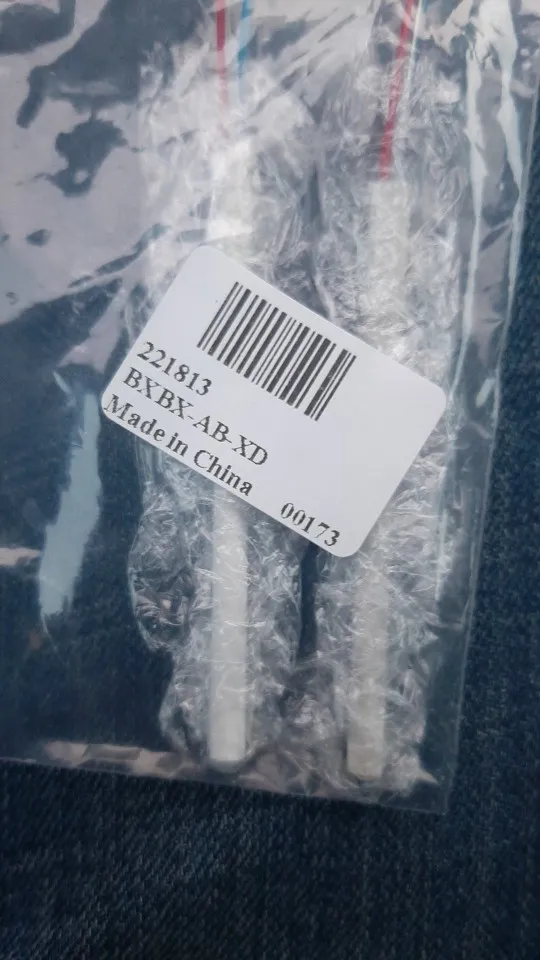 221813
BXBX-AB-XD
Made in China
00173